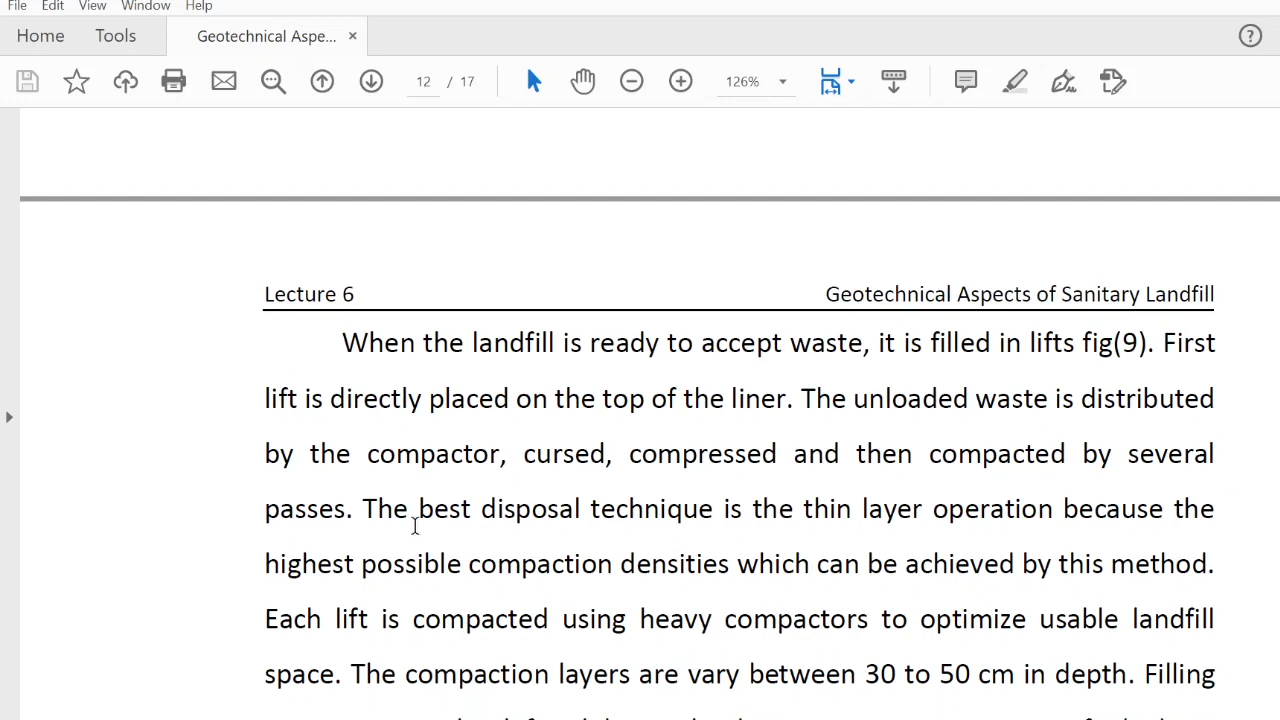 File Edit View Window Help
Home Tools Geotechnical Aspe... ×
12 / 17 126%
Lecture 6 Geotechnical Aspects of Sanitary Landfill
When the landfill is ready to accept waste, it is filled in lifts fig(9). First
lift is directly placed on the top of the liner. The unloaded waste is distributed
by the compactor, cursed, compressed and then compacted by several
passes. The best disposal technique is the thin layer operation because the
highest possible compaction densities which can be achieved by this method.
Each lift is compacted using heavy compactors to optimize usable landfill
space. The compaction layers are vary between 30 to 50 cm in depth. Filling